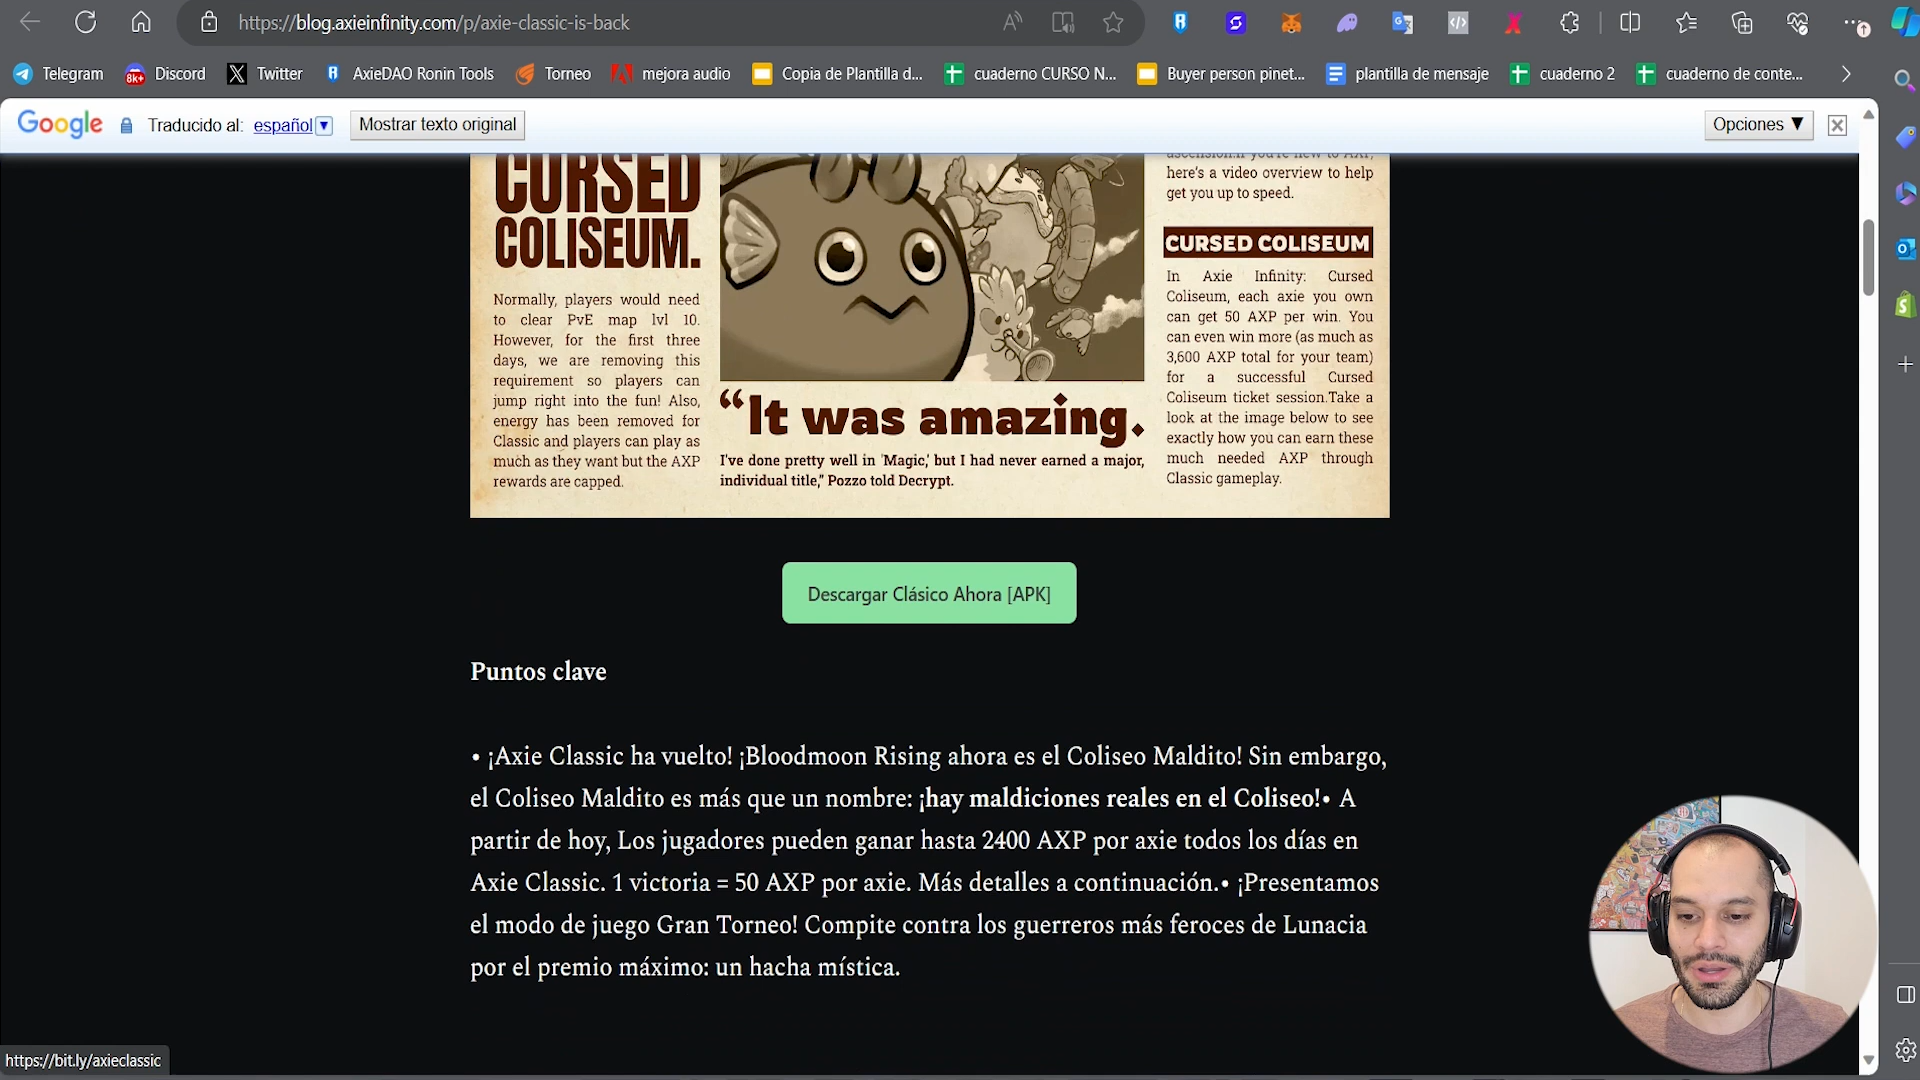 https://blog.axieinfinity.com/p/axie-classic-is-back
Telegram
8k+
Discord
Twitter
AxieDAO Ronin Tools
Torneo
mejora audio
Copia de Plantilla d...
cuaderno CURSO N...
Buyer person pinet...
plantilla de mensaje
cuaderno 2
cuaderno de conte...
Google
Traducido al: español
Mostrar texto original
Opciones ▼
CURSED
COLISEUM.
Normally, players would need
to clear PvE map lvl 10.
However, for the first three
days, we are removing this
requirement so players can
jump right into the fun! Also,
energy has been removed for
Classic and players can play as
much as they want but the AXP
rewards are capped.
“It was amazing.
I've done pretty well in 'Magic,' but I had never earned a major,
individual title,” Pozzo told Decrypt.
ascension.If you're new to AXP,
here's a video overview to help
get you up to speed.
CURSED COLISEUM
In Axie Infinity: Cursed
Coliseum, each axie you own
can get 50 AXP per win. You
can even win more (as much as
3,600 AXP total for your team)
for a successful Cursed
Coliseum ticket session.Take a
look at the image below to see
exactly how you can earn these
much needed AXP through
Classic gameplay.
Descargar Clásico Ahora [APK]
Puntos clave
• ¡Axie Classic ha vuelto! ¡Bloodmoon Rising ahora es el Coliseo Maldito! Sin embargo,
el Coliseo Maldito es más que un nombre: ¡hay maldiciones reales en el Coliseo!• A
partir de hoy, Los jugadores pueden ganar hasta 2400 AXP por axie todos los días en
Axie Classic. 1 victoria = 50 AXP por axie. Más detalles a continuación.• ¡Presentamos
el modo de juego Gran Torneo! Compite contra los guerreros más feroces de Lunacia
por el premio máximo: un hacha mística.
https://bit.ly/axieclassic